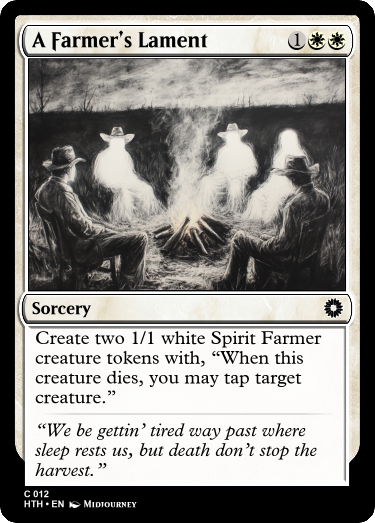 A Farmer's Lament 1
Sorcery
Create two 1/1 white Spirit Farmer
creature tokens with, “When this
creature dies, you may tap target
creature.”
“We be gettin’ tired way past where
sleep rests us, but death don’t stop the
harvest.”
C 012
HTH • EN Midjourney